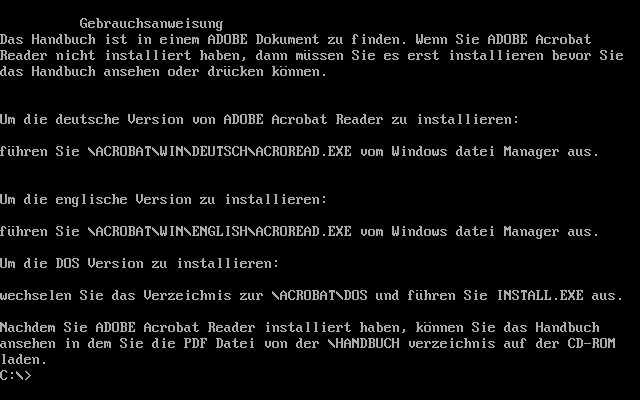 Gebrauchsanweisung
Das Handbuch ist in einem ADOBE Dokument zu finden. Wenn Sie ADOBE Acrobat
Reader nicht installiert haben, dann müssen Sie es erst installieren bevor Sie
das Handbuch ansehen oder drücken können.
Um die deutsche Version von ADOBE Acrobat Reader zu installieren:
führen Sie \ACROBAT\WIN\DEUTSCH\ACROREAD.EXE vom Windows datei Manager aus.
Um die englische Version zu installieren:
führen Sie \ACROBAT\WIN\ENGLISH\ACROREAD.EXE vom Windows datei Manager aus.
Um die DOS Version zu installieren:
wechselen Sie das Verzeichnis zur \ACROBAT\DOS und führen Sie INSTALL.EXE aus.
Nachdem Sie ADOBE Acrobat Reader installiert haben, können Sie das Handbuch
ansehen in dem Sie die PDF Datei von der \HANDBUCH verzeichnis auf der CD-ROM
laden.
C:\>